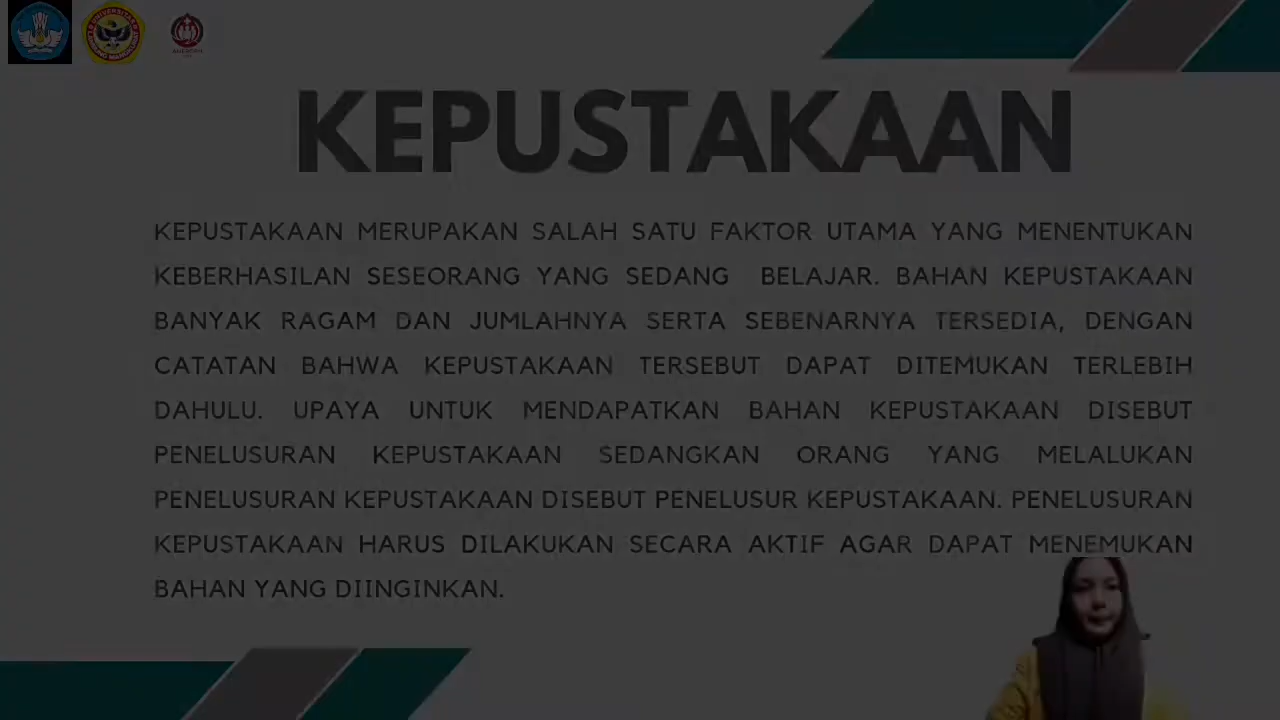 KEPUSTAKAAN
KEPUSTAKAAN MERUPAKAN SALAH SATU FAKTOR UTAMA YANG MENENTUKAN
KEBERHASILAN SESEORANG YANG SEDANG BELAJAR. BAHAN KEPUSTAKAAN
BANYAK RAGAM DAN JUMLAHNYA SERTA SEBENARNYA TERSEDIA, DENGAN
CATATAN BAHWA KEPUSTAKAAN TERSEBUT DAPAT DITEMUKAN TERLEBIH
DAHULU. UPAYA UNTUK MENDAPATKAN BAHAN KEPUSTAKAAN DISEBUT
PENELUSURAN KEPUSTAKAAN SEDANGKAN ORANG YANG MELALUKAN
PENELUSURAN KEPUSTAKAAN DISEBUT PENELUSUR KEPUSTAKAAN. PENELUSURAN
KEPUSTAKAAN HARUS DILAKUKAN SECARA AKTIF AGAR DAPAT MENEMUKAN
BAHAN YANG DIINGINKAN.